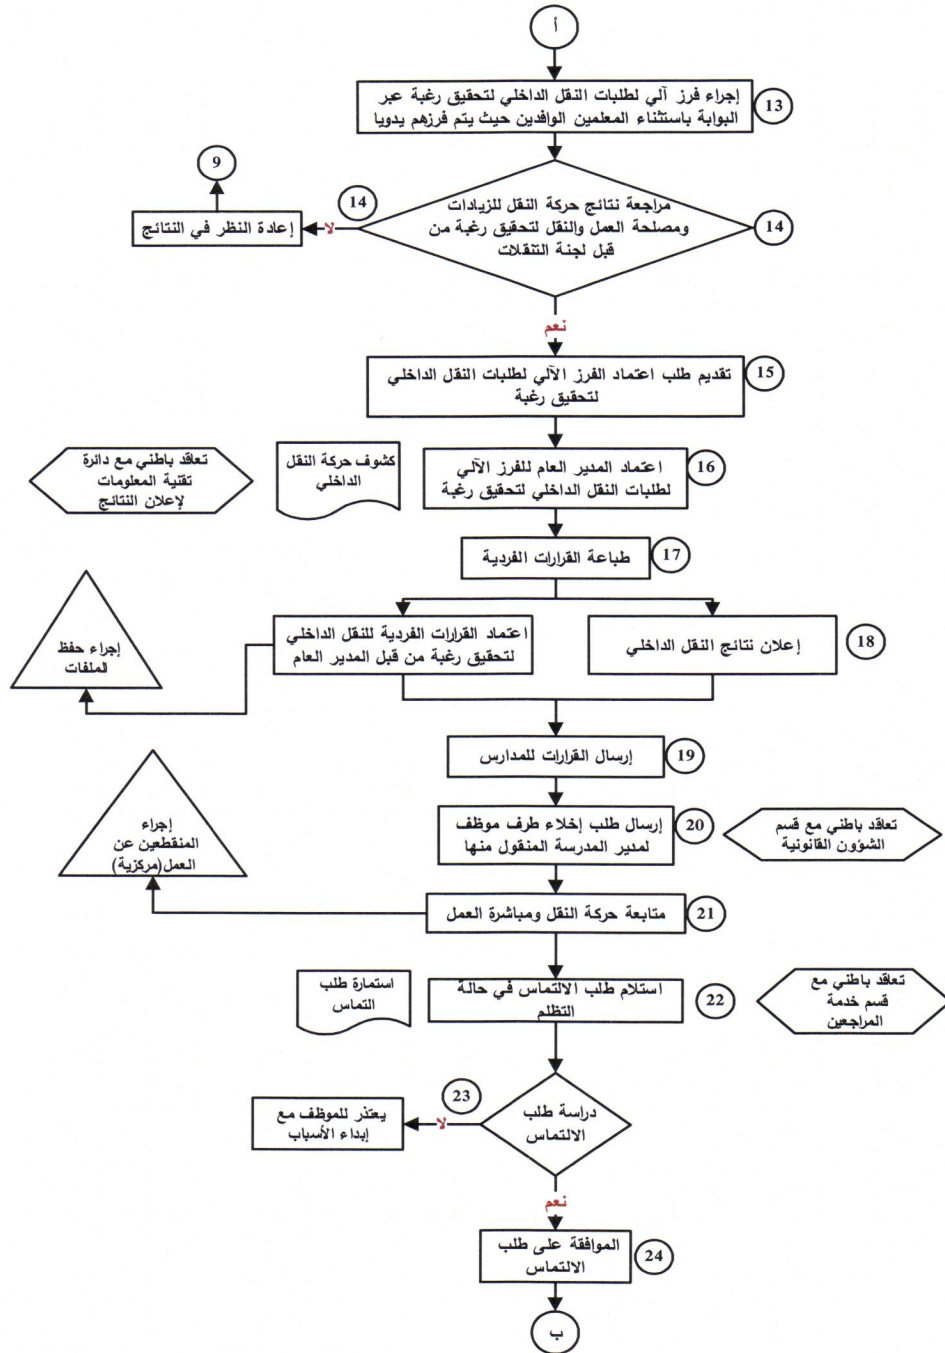 أ
إجراء فرز آلي لطلبات النقل الداخلي لتحقيق رغبة عبر
البوابة باستثناء المعلمين الوافدين حيث يتم فرزهم يدويا
13
مراجعة نتائج حركة النقل للزيادات
ومصلحة العمل والنقل لتحقيق رغبة من
قبل لجنة التنقلات
14
14
لا
إعادة النظر في النتائج
9
نعم
تقديم طلب اعتماد الفرز الآلي لطلبات النقل الداخلي
لتحقيق رغبة
15
اعتماد المدير العام للفرز الآلي
لطلبات النقل الداخلي لتحقيق رغبة
16
كشوف حركة النقل
الداخلي
تعاقد باطني مع دائرة
تقنية المعلومات
لإعلان النتائج
طباعة القرارات الفردية
17
إعلان نتائج النقل الداخلي
18
اعتماد القرارات الفردية للنقل الداخلي
لتحقيق رغبة من قبل المدير العام
إجراء حفظ
الملفات
إرسال القرارات للمدارس
19
إرسال طلب إخلاء طرف موظف
لمدير المدرسة المنقول منها
20
تعاقد باطني مع قسم
الشؤون القانونية
إجراء
المنقطعين عن
العمل(مركزية)
متابعة حركة النقل ومباشرة العمل
21
استلام طلب الالتماس في حالة
التظلم
22
استمارة طلب
التماس
تعاقد باطني مع
قسم خدمة
المراجعين
دراسة طلب
الالتماس
23
لا
يعتذر للموظف مع
إبداء الأسباب
نعم
الموافقة على طلب
الالتماس
24
ب